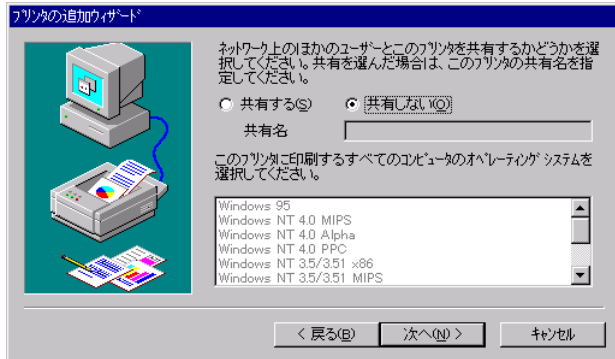 プリンタの追加ウィザード
ネットワーク上のほかのユーザーとこのプリンタを共有するかどうかを選
択してください。共有を選んだ場合は、このプリンタの共有名を指
定してください。
共有する(S) 共有しない(O)
共有名
このプリンタに印刷するすべてのコンピュータのオペレーティング システムを
選択してください。
Windows 95
Windows NT 4.0 MIPS
Windows NT 4.0 Alpha
Windows NT 4.0 PPC
Windows NT 3.5/3.51 x86
Windows NT 3.5/3.51 MIPS
< 戻る(B) 次へ(N) > キャンセル